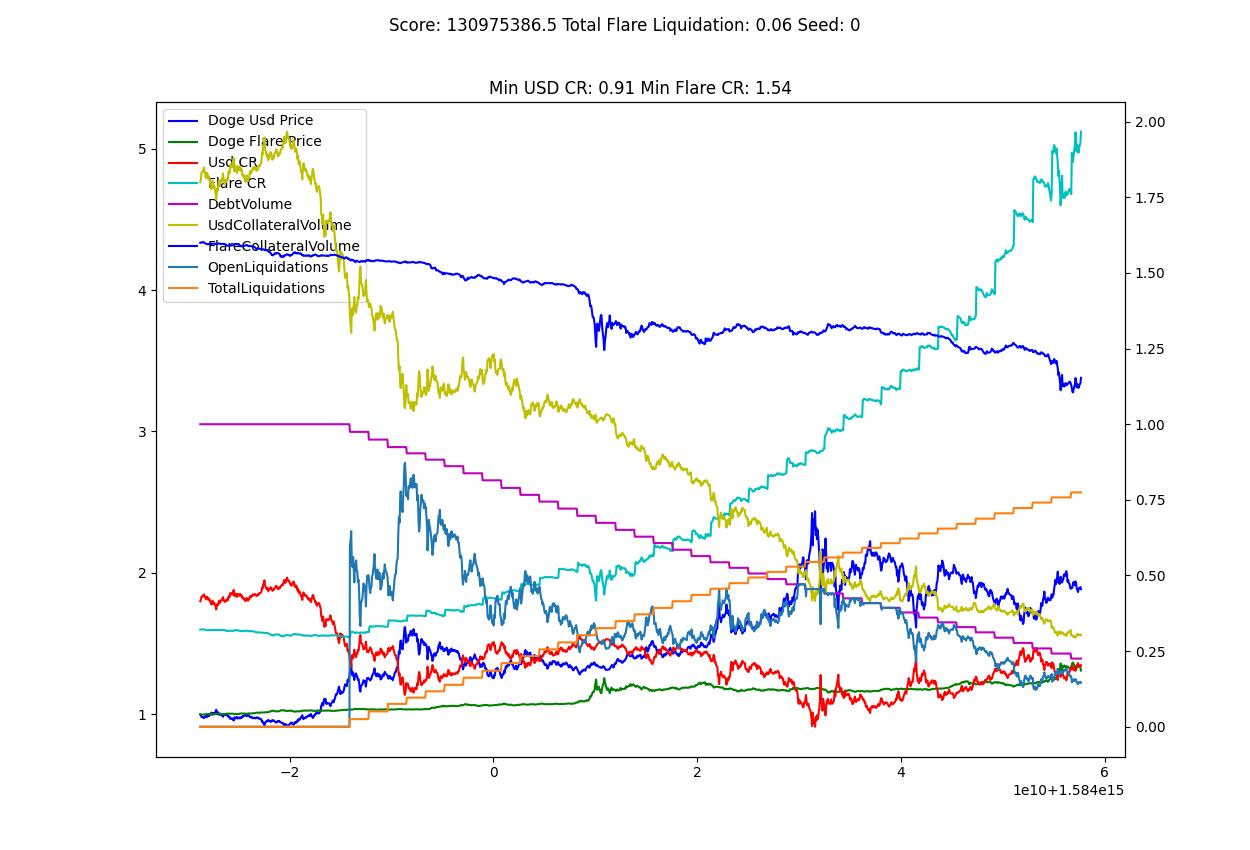 Score: 130975386.5 Total Flare Liquidation: 0.06 Seed: 0
Min USD CR: 0.91 Min Flare CR: 1.54
Doge Usd Price
Doge Flare Price
Usd CR
Flare CR
DebtVolume
UsdCollateralVolume
FlareCollateralVolume
OpenLiquidations
TotalLiquidations
5
4
3
2
1
2.00
1.75
1.50
1.25
1.00
0.75
0.50
0.25
0.00
−2
0
2
4
6
1e10+1.584e15